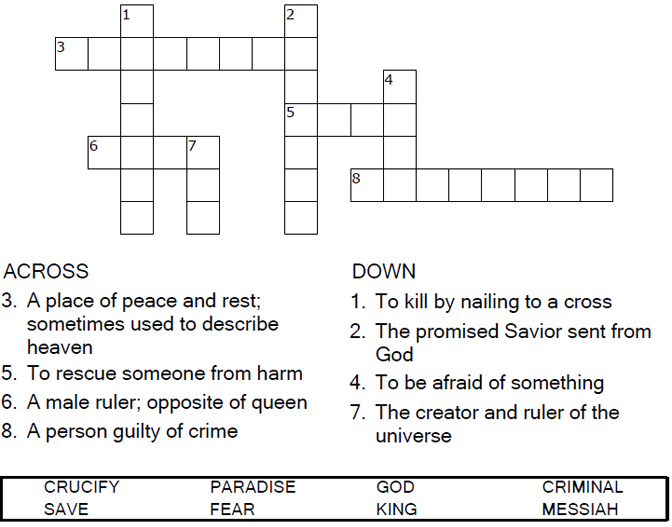 1 2
3
4
5
6 7
8
ACROSS
3. A place of peace and rest;
sometimes used to describe
heaven
5. To rescue someone from harm
6. A male ruler; opposite of queen
8. A person guilty of crime
DOWN
1. To kill by nailing to a cross
2. The promised Savior sent from
God
4. To be afraid of something
7. The creator and ruler of the
universe
CRUCIFY PARADISE GOD CRIMINAL
SAVE FEAR KING MESSIAH